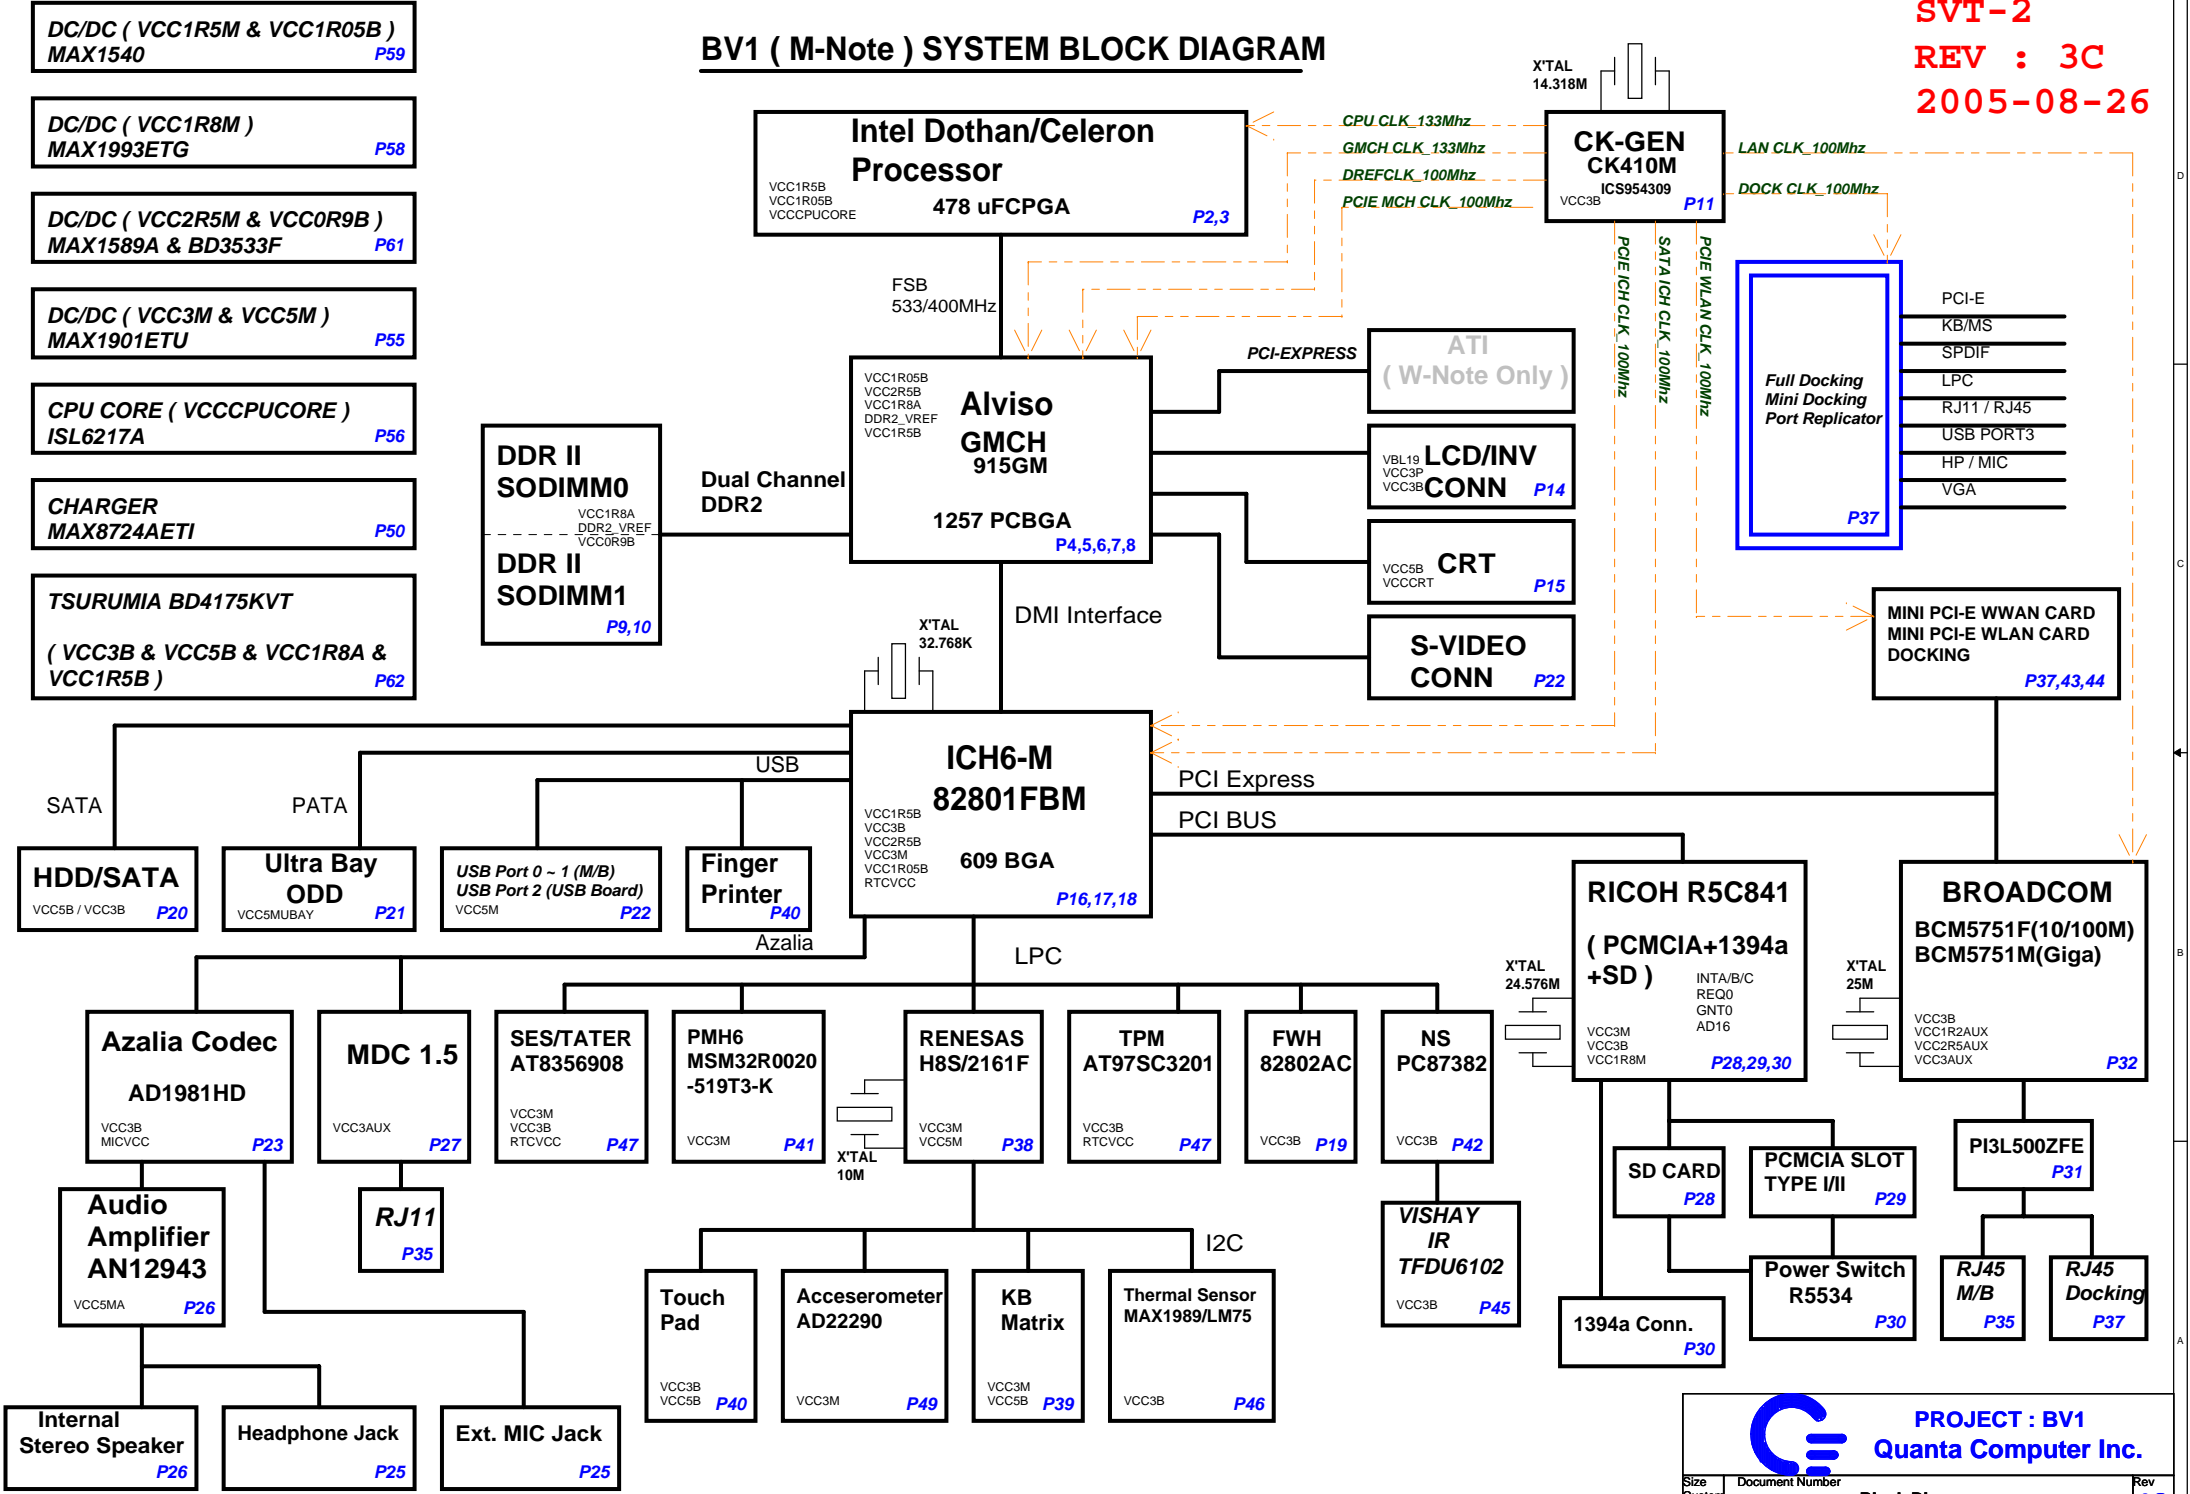 BV1 ( M-Note ) SYSTEM BLOCK DIAGRAM
SVT-2
REV : 3C
2005-08-26
DC/DC ( VCC1R5M & VCC1R05B )
MAX1540 P59
DC/DC ( VCC1R8M )
MAX1993ETG P58
DC/DC ( VCC2R5M & VCC0R9B )
MAX1589A & BD3533F P61
DC/DC ( VCC3M & VCC5M )
MAX1901ETU P55
CPU CORE ( VCCCPUCORE )
ISL6217A P56
CHARGER
MAX8724AETI P50
TSURUMIA BD4175KVT
( VCC3B & VCC5B & VCC1R8A &
VCC1R5B ) P62
Intel Dothan/Celeron
Processor
VCC1R5B
VCC1R05B
VCCCPUCORE
478 uFCPGA
P2,3
X'TAL
14.318M
CK-GEN
CK410M
ICS954309
VCC3B
P11
CPU CLK_133Mhz
GMCH CLK_133Mhz
DREFCLK_100Mhz
PCIE MCH CLK_100Mhz
LAN CLK_100Mhz
DOCK CLK_100Mhz
PCIE ICH CLK_100Mhz
SATA ICH CLK_100Mhz
PCIE WLAN CLK_100Mhz
FSB
533/400MHz
VCC1R05B
VCC2R5B
VCC1R8A
DDR2_VREF
VCC1R5B
Alviso
GMCH
915GM
1257 PCBGA
P4,5,6,7,8
PCI-EXPRESS
ATI
( W-Note Only )
VBL19
VCC3P
VCC3B
LCD/INV
CONN P14
VCC5B
VCCCRT
CRT
P15
S-VIDEO
CONN P22
Full Docking
Mini Docking
Port Replicator
P37
PCI-E
KB/MS
SPDIF
LPC
RJ11 / RJ45
USB PORT3
HP / MIC
VGA
DDR II
SODIMM0
VCC1R8A
DDR2_VREF
VCC0R9B
DDR II
SODIMM1
P9,10
Dual Channel
DDR2
DMI Interface
X'TAL
32.768K
MINI PCI-E WWAN CARD
MINI PCI-E WLAN CARD
DOCKING
P37,43,44
ICH6-M
82801FBM
VCC1R5B
VCC3B
VCC2R5B
VCC3M
VCC1R05B
RTCVCC
609 BGA
P16,17,18
SATA
PATA
USB
PCI Express
PCI BUS
Azalia
LPC
HDD/SATA
VCC5B / VCC3B P20
Ultra Bay
ODD
VCC5MUBAY P21
USB Port 0 ~ 1 (M/B)
USB Port 2 (USB Board)
VCC5M P22
Finger
Printer
P40
RICOH R5C841
( PCMCIA+1394a
+SD )
INTA/B/C
REQ0
GNT0
AD16
VCC3M
VCC3B
VCC1R8M
P28,29,30
X'TAL
24.576M
BROADCOM
BCM5751F(10/100M)
BCM5751M(Giga)
VCC3B
VCC1R2AUX
VCC2R5AUX
VCC3AUX
P32
X'TAL
25M
Azalia Codec
AD1981HD
VCC3B
MICVCC
P23
MDC 1.5
VCC3AUX P27
SES/TATER
AT8356908
VCC3M
VCC3B
RTCVCC
P47
PMH6
MSM32R0020
-519T3-K
VCC3M P41
X'TAL
10M
RENESAS
H8S/2161F
VCC3M
VCC5M
P38
TPM
AT97SC3201
VCC3B
RTCVCC
P47
FWH
82802AC
VCC3B P19
NS
PC87382
VCC3B P42
Audio
Amplifier
AN12943
VCC5MA P26
RJ11
P35
Touch
Pad
VCC3B
VCC5B P40
Acceserometer
AD22290
VCC3M P49
KB
Matrix
VCC3M
VCC5B P39
I2C
Thermal Sensor
MAX1989/LM75
VCC3B P46
VISHAY
IR
TFDU6102
VCC3B P45
SD CARD
P28
PCMCIA SLOT
TYPE I/II P29
1394a Conn.
P30
Power Switch
R5534
P30
PI3L500ZFE
P31
RJ45
M/B
P35
RJ45
Docking
P37
Internal
Stereo Speaker
P26
Headphone Jack
P25
Ext. MIC Jack
P25
PROJECT : BV1
Quanta Computer Inc.
Size
Document Number
Rev
D
C
B
A